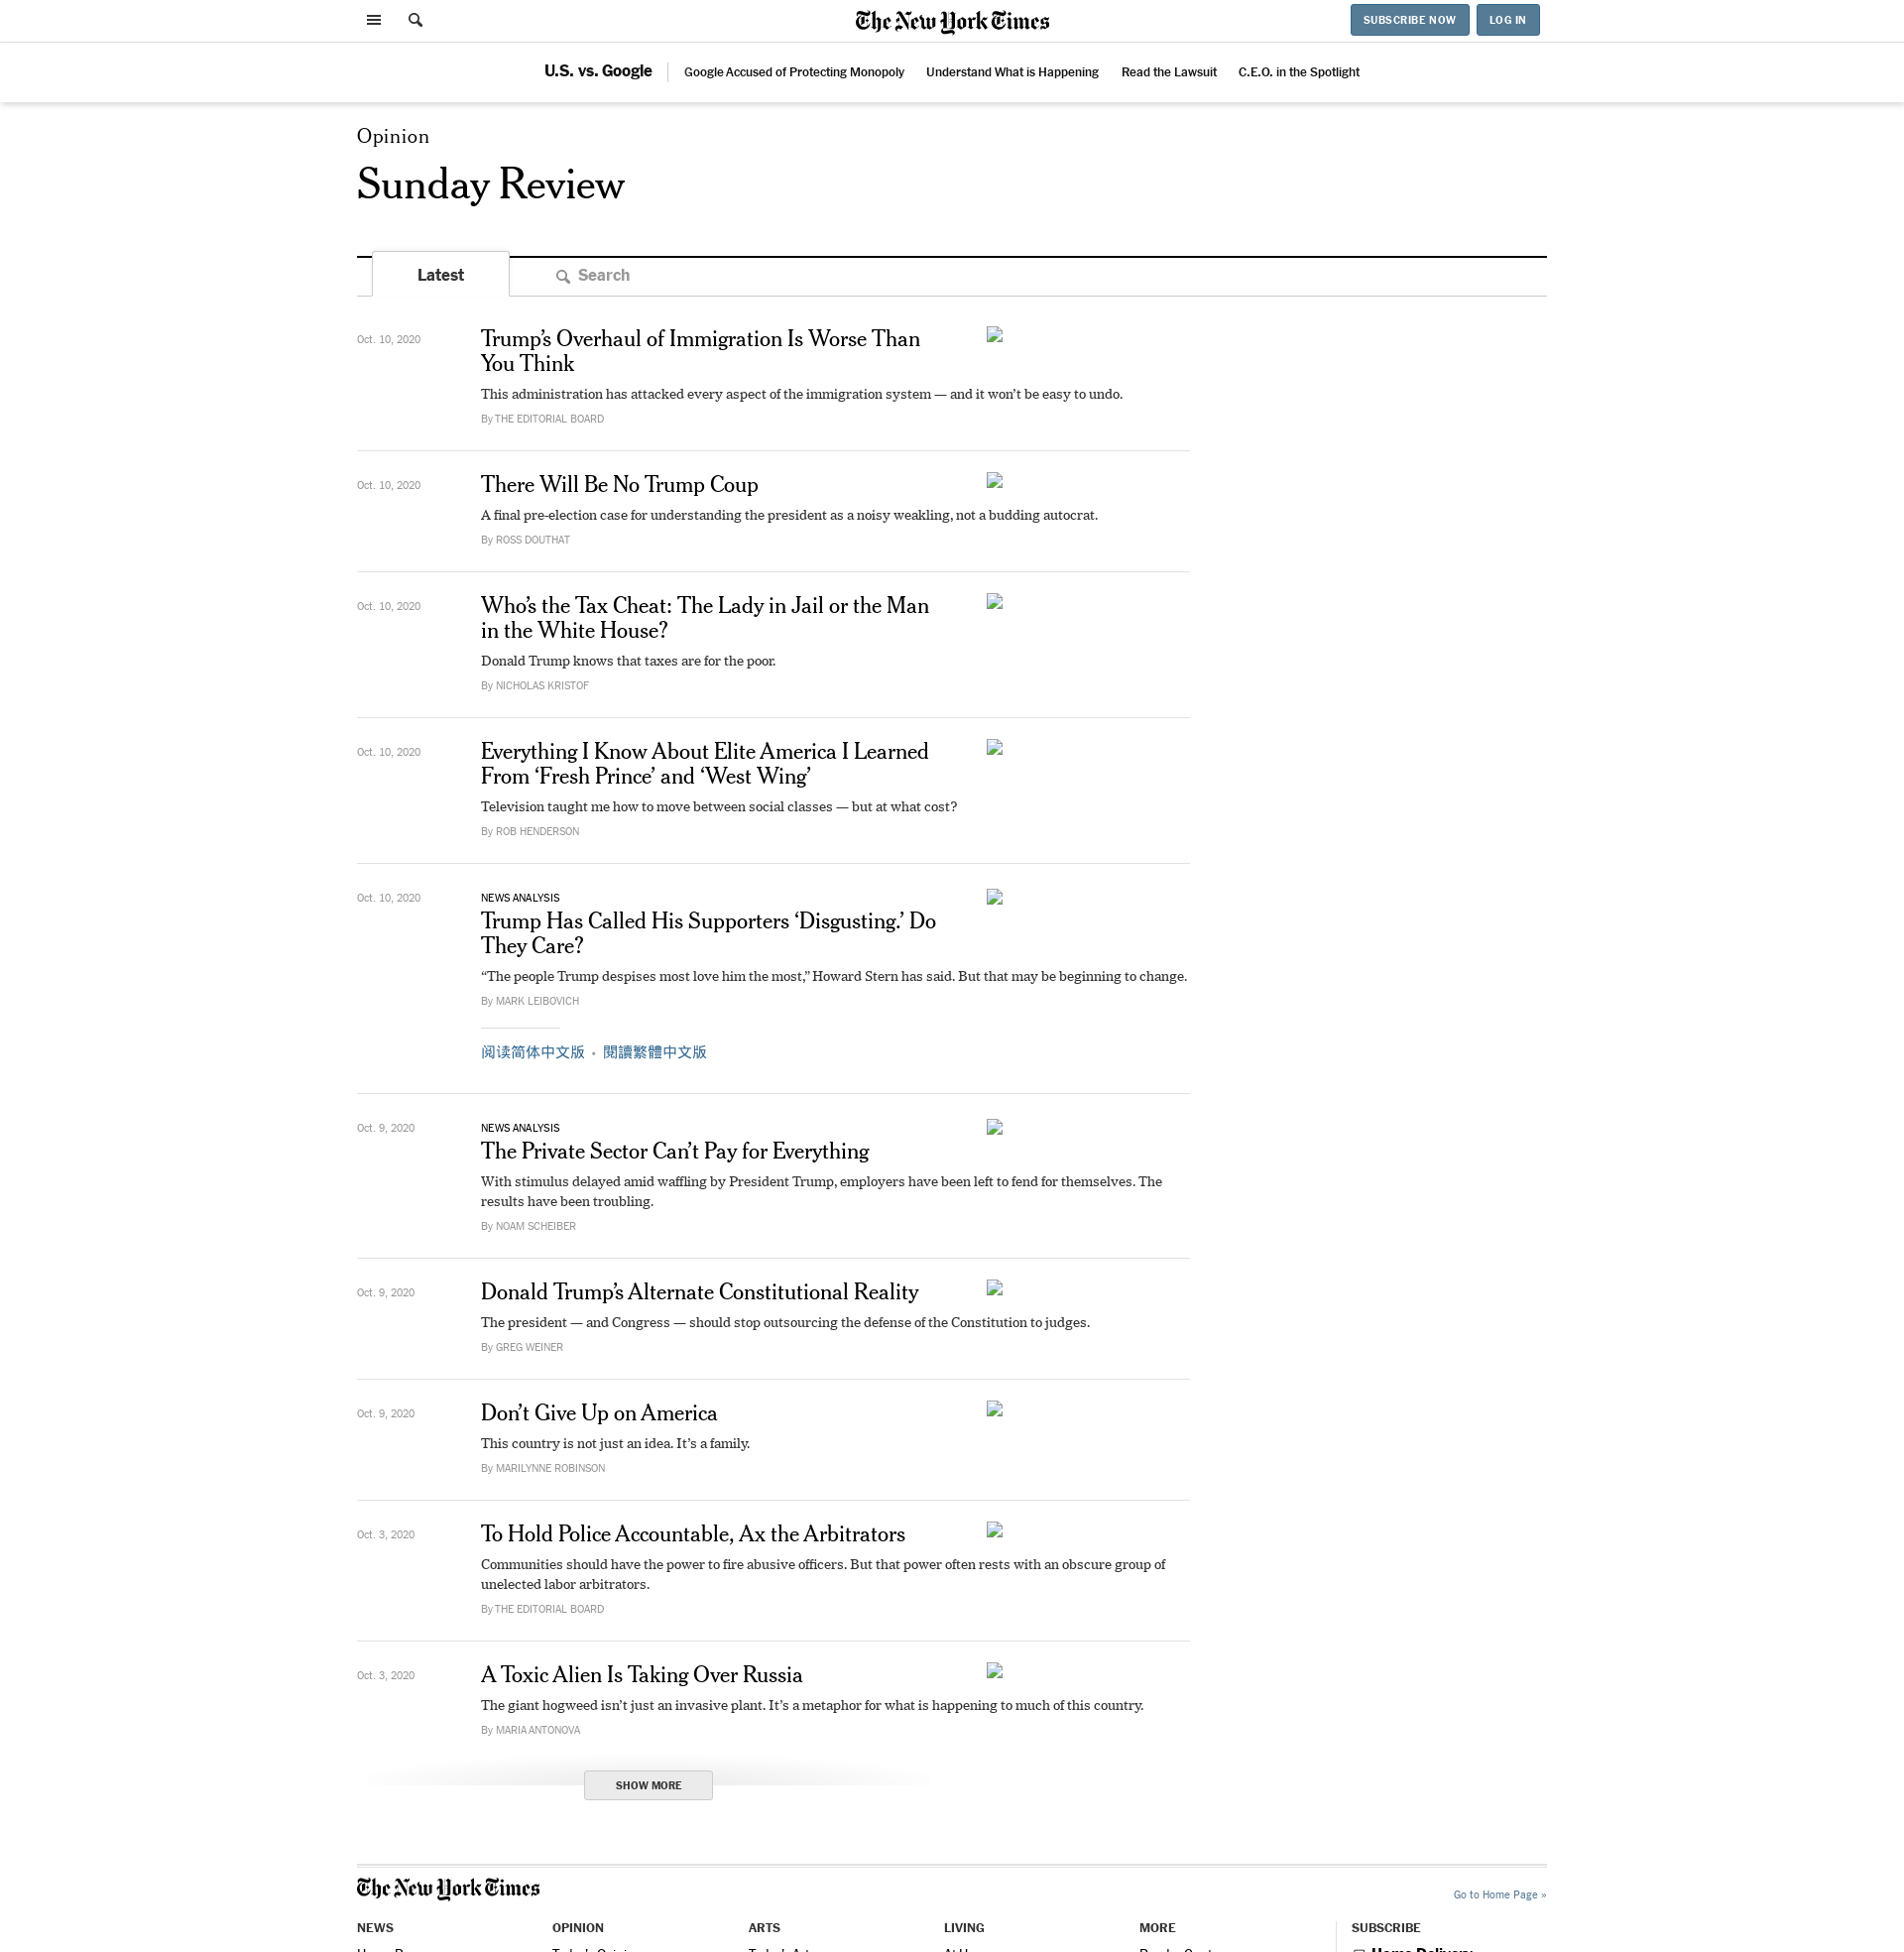 The New York Times
SUBSCRIBE NOW
LOG IN
U.S. vs. Google
Google Accused of Protecting Monopoly
Understand What is Happening
Read the Lawsuit
C.E.O. in the Spotlight
Opinion
Sunday Review
Latest
Search
Oct. 10, 2020
Trump’s Overhaul of Immigration Is Worse Than
You Think
This administration has attacked every aspect of the immigration system — and it won’t be easy to undo.
By THE EDITORIAL BOARD
Oct. 10, 2020
There Will Be No Trump Coup
A final pre-election case for understanding the president as a noisy weakling, not a budding autocrat.
By ROSS DOUTHAT
Oct. 10, 2020
Who’s the Tax Cheat: The Lady in Jail or the Man
in the White House?
Donald Trump knows that taxes are for the poor.
By NICHOLAS KRISTOF
Oct. 10, 2020
Everything I Know About Elite America I Learned
From ‘Fresh Prince’ and ‘West Wing’
Television taught me how to move between social classes — but at what cost?
By ROB HENDERSON
Oct. 10, 2020
NEWS ANALYSIS
Trump Has Called His Supporters ‘Disgusting.’ Do
They Care?
“The people Trump despises most love him the most,” Howard Stern has said. But that may be beginning to change.
By MARK LEIBOVICH
阅读简体中文版 • 閱讀繁體中文版
Oct. 9, 2020
NEWS ANALYSIS
The Private Sector Can’t Pay for Everything
With stimulus delayed amid waffling by President Trump, employers have been left to fend for themselves. The
results have been troubling.
By NOAM SCHEIBER
Oct. 9, 2020
Donald Trump’s Alternate Constitutional Reality
The president — and Congress — should stop outsourcing the defense of the Constitution to judges.
By GREG WEINER
Oct. 9, 2020
Don’t Give Up on America
This country is not just an idea. It’s a family.
By MARILYNNE ROBINSON
Oct. 3, 2020
To Hold Police Accountable, Ax the Arbitrators
Communities should have the power to fire abusive officers. But that power often rests with an obscure group of
unelected labor arbitrators.
By THE EDITORIAL BOARD
Oct. 3, 2020
A Toxic Alien Is Taking Over Russia
The giant hogweed isn’t just an invasive plant. It’s a metaphor for what is happening to much of this country.
By MARIA ANTONOVA
SHOW MORE
The New York Times
Go to Home Page »
NEWS
OPINION
ARTS
LIVING
MORE
SUBSCRIBE
Home Delivery